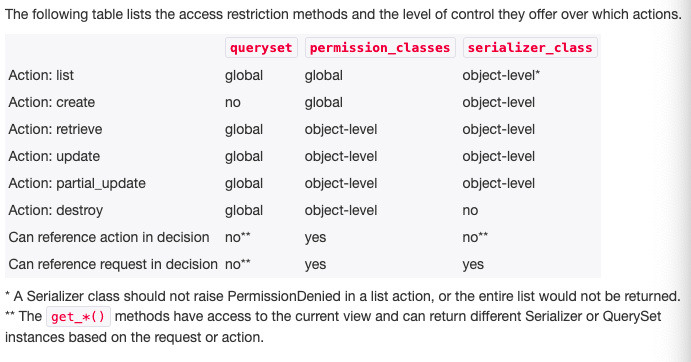 The following table lists the access restriction methods and the level of control they offer over which actions.
queryset permission_classes serializer_class
Action: list global global object-level*
Action: create no global object-level
Action: retrieve global object-level object-level
Action: update global object-level object-level
Action: partial_update global object-level object-level
Action: destroy global object-level no
Can reference action in decision no** yes no**
Can reference request in decision no** yes yes
* A Serializer class should not raise PermissionDenied in a list action, or the entire list would not be returned.
** The get_*() methods have access to the current view and can return different Serializer or QuerySet
instances based on the request or action.